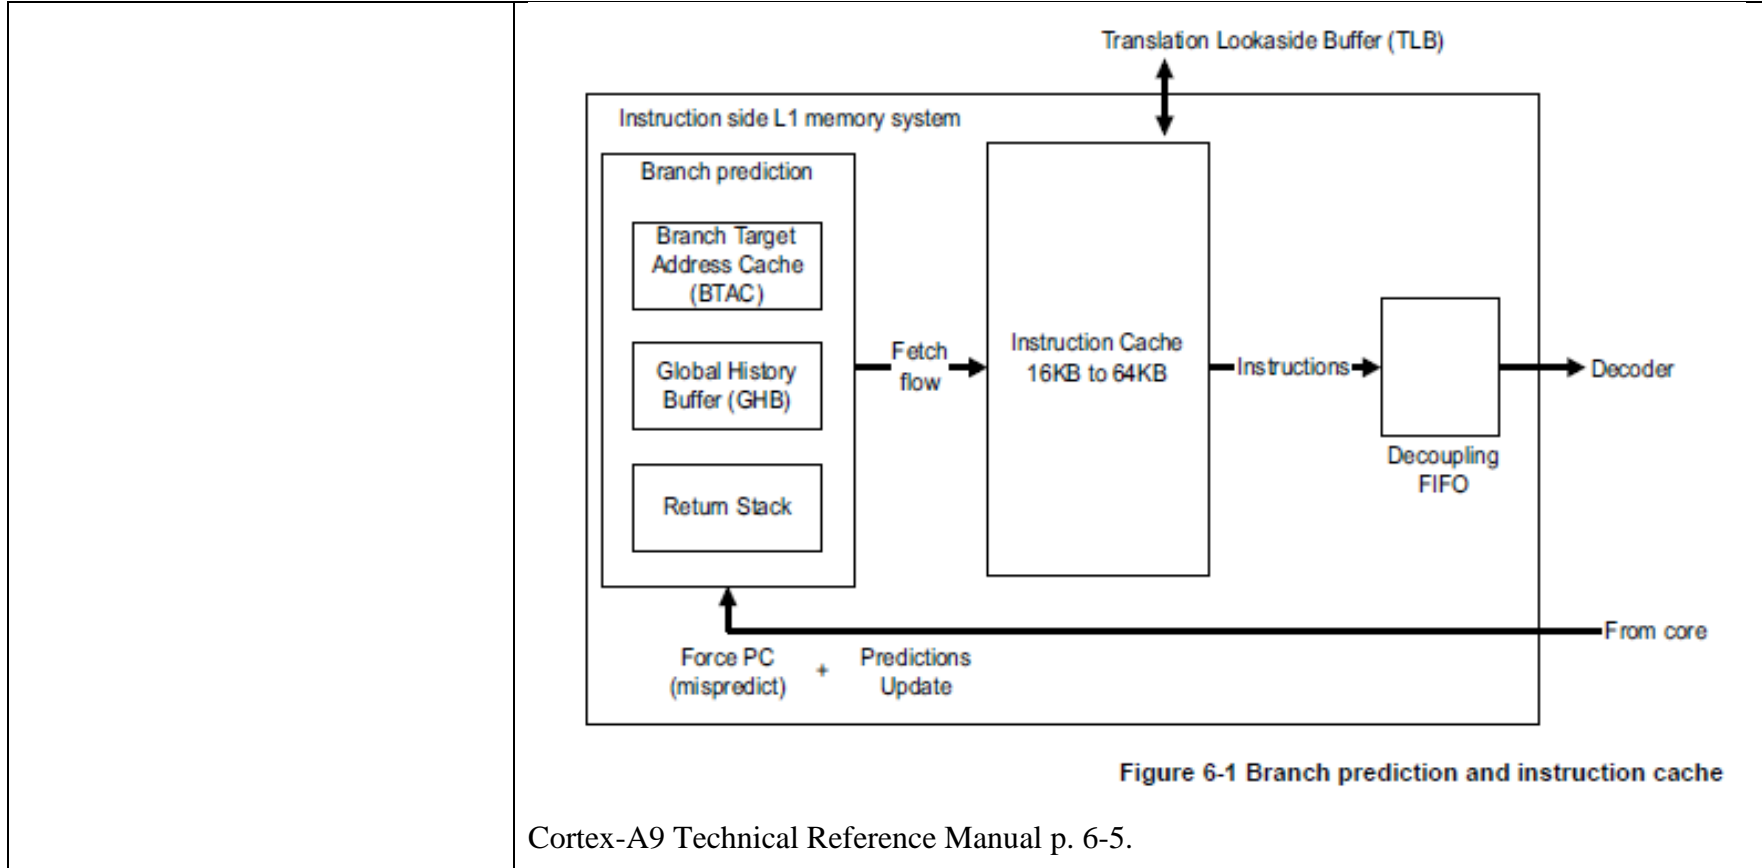 Translation Lookaside Buffer (TLB)
Instruction side L1 memory system
Branch prediction
Branch Target
Address Cache
(BTAC)
Global History
Buffer (GHB)
Return Stack
Fetch
flow
Instruction Cache
16KB to 64KB
Instructions
Decoder
Decoupling
FIFO
From core
Force PC
(mispredict)
+
Predictions
Update
Figure 6-1 Branch prediction and instruction cache
Cortex-A9 Technical Reference Manual p. 6-5.